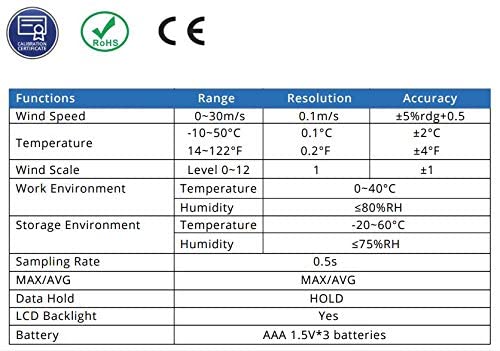 CALIBRATION
CERTIFICATE
RoHS
CE
Functions Range Resolution Accuracy
Wind Speed 0~30m/s 0.1m/s ±5%rdg+0.5
Temperature -10~50°C 0.1°C ±2°C
14~122°F 0.2°F ±4°F
Wind Scale Level 0~12 1 ±1
Work Environment Temperature 0~40°C
Humidity ≤80%RH
Storage Environment Temperature -20~60°C
Humidity ≤75%RH
Sampling Rate 0.5s
MAX/AVG MAX/AVG
Data Hold HOLD
LCD Backlight Yes
Battery AAA 1.5V*3 batteries